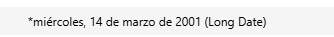 *miércoles, 14 de marzo de 2001 (Long Date)